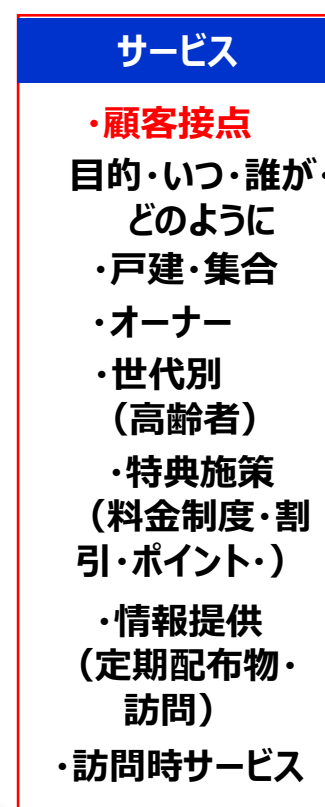 サービス
・顧客接点
目的・いつ・誰が・
どのように
・戸建・集合
・オーナー
・世代別
（高齢者）
・特典施策
（料金制度・割
引・ポイント・）
・情報提供
（定期配布物・
訪問）
・訪問時サービス